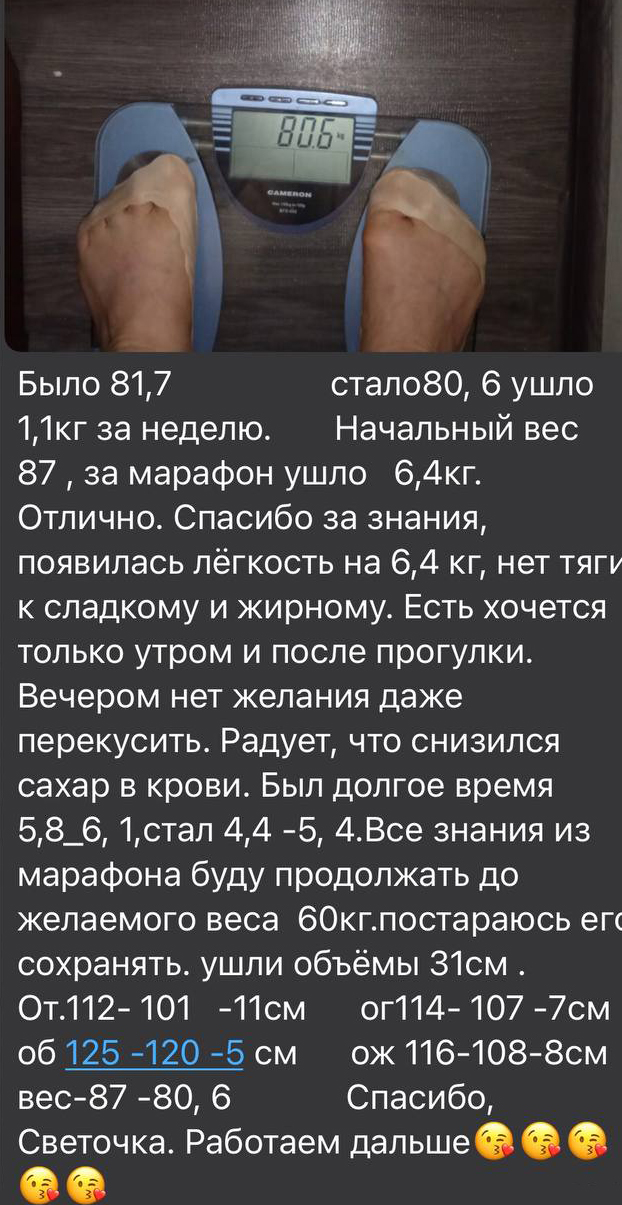 80.6 kg
CAMERON
Было 81,7 стало80, 6 ушло
1,1кг за неделю. Начальный вес
87 , за марафон ушло 6,4кг.
Отлично. Спасибо за знания,
появилась лёгкость на 6,4 кг, нет тяги
к сладкому и жирному. Есть хочется
только утром и после прогулки.
Вечером нет желания даже
перекусить. Радует, что снизился
сахар в крови. Был долгое время
5,8_6, 1,стал 4,4 -5, 4.Все знания из
марафона буду продолжать до
желаемого веса 60кг.постараюсь его
сохранять. ушли объёмы 31см .
От.112- 101 -11см ог114- 107 -7см
об 125 -120 -5 см ож 116-108-8см
вес-87 -80, 6 Спасибо,
Светочка. Работаем дальше😘😘😘
😘😘